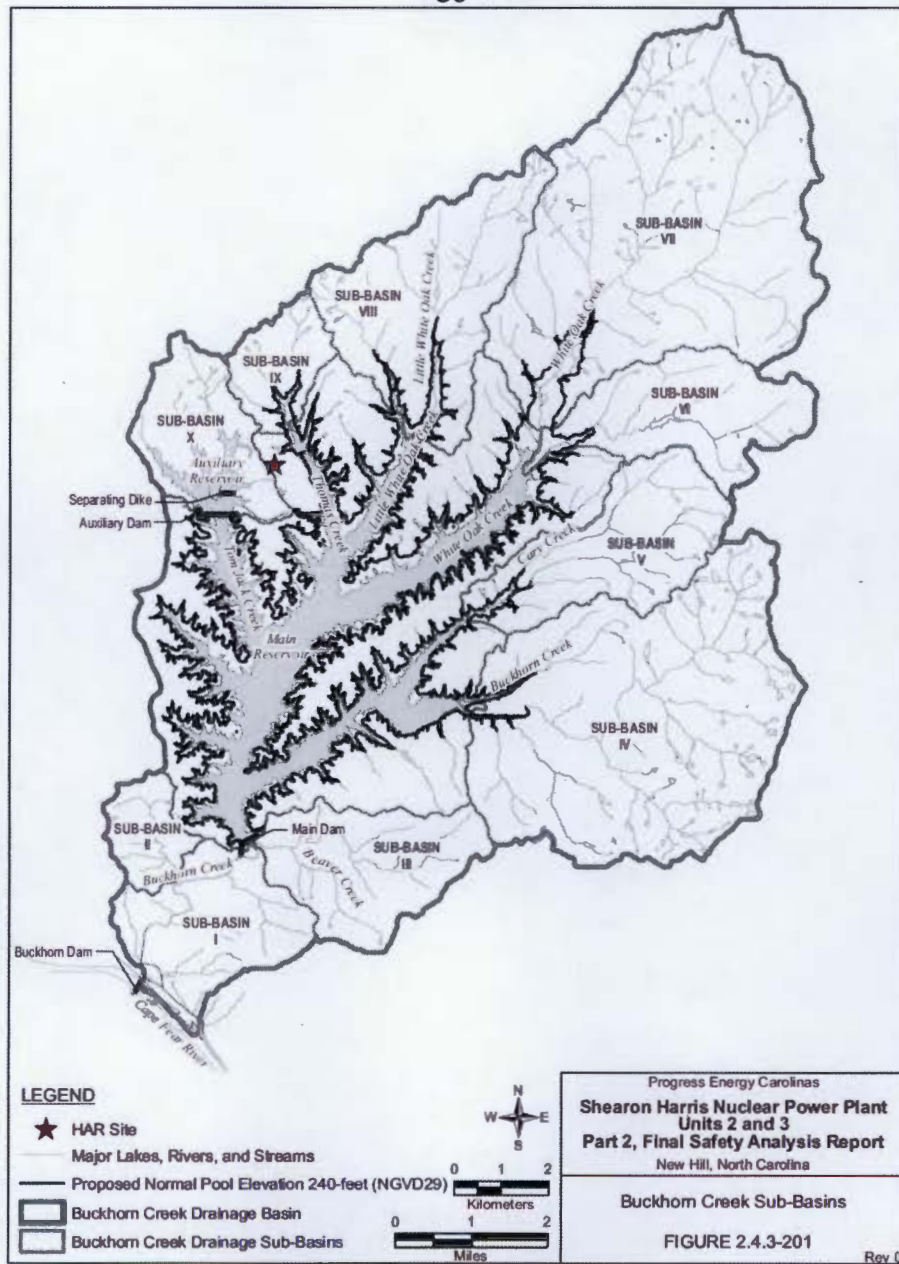 SUB-BASIN
VII
SUB-BASIN
VIII
Little White Oak Creek
White Oak Creek
SUB-BASIN
IX
SUB-BASIN
VI
SUB-BASIN
X
Auxiliary
Reservoir
Separating Dike
Auxiliary Dam
Thomas Creek
Little White Oak Creek
White Oak Creek
Cary Creek
SUB-BASIN
V
Tom Jack Creek
Main
Reservoir
Buckhorn Creek
SUB-BASIN
IV
Main Dam
SUB-BASIN
II
Buckhorn Creek
Beaver Creek
SUB-BASIN
III
SUB-BASIN
I
Buckhorn Dam
Cape Fear River
LEGEND
HAR Site
Major Lakes, Rivers, and Streams
Proposed Normal Pool Elevation 240-feet (NGVD29)
Buckhorn Creek Drainage Basin
Buckhorn Creek Drainage Sub-Basins
N
W E
S
0 1 2
Kilometers
0 1 2
Miles
Progress Energy Carolinas
Shearon Harris Nuclear Power Plant
Units 2 and 3
Part 2, Final Safety Analysis Report
New Hill, North Carolina
Buckhorn Creek Sub-Basins
FIGURE 2.4.3-201
Rev 0